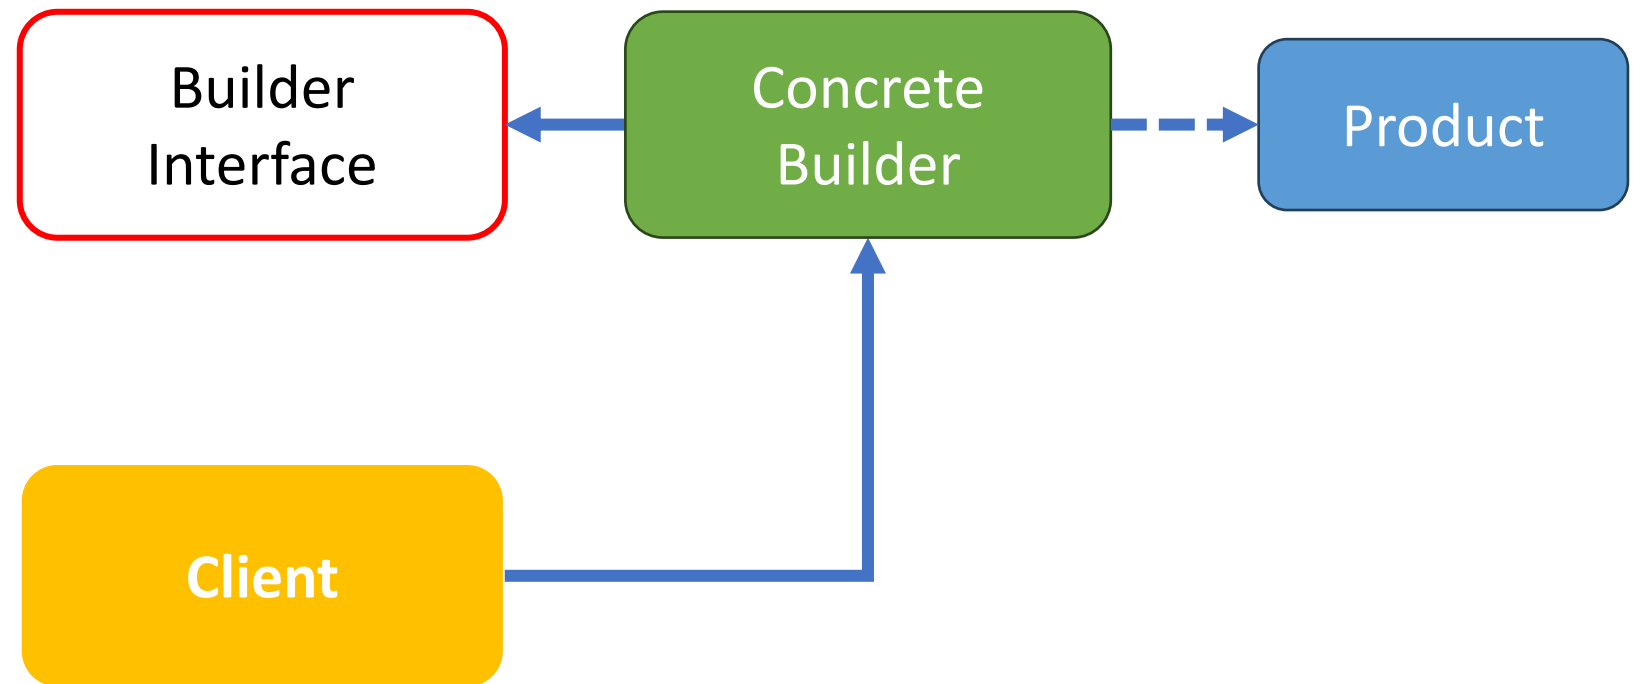 Builder
Interface
Concrete
Builder
Product
Client